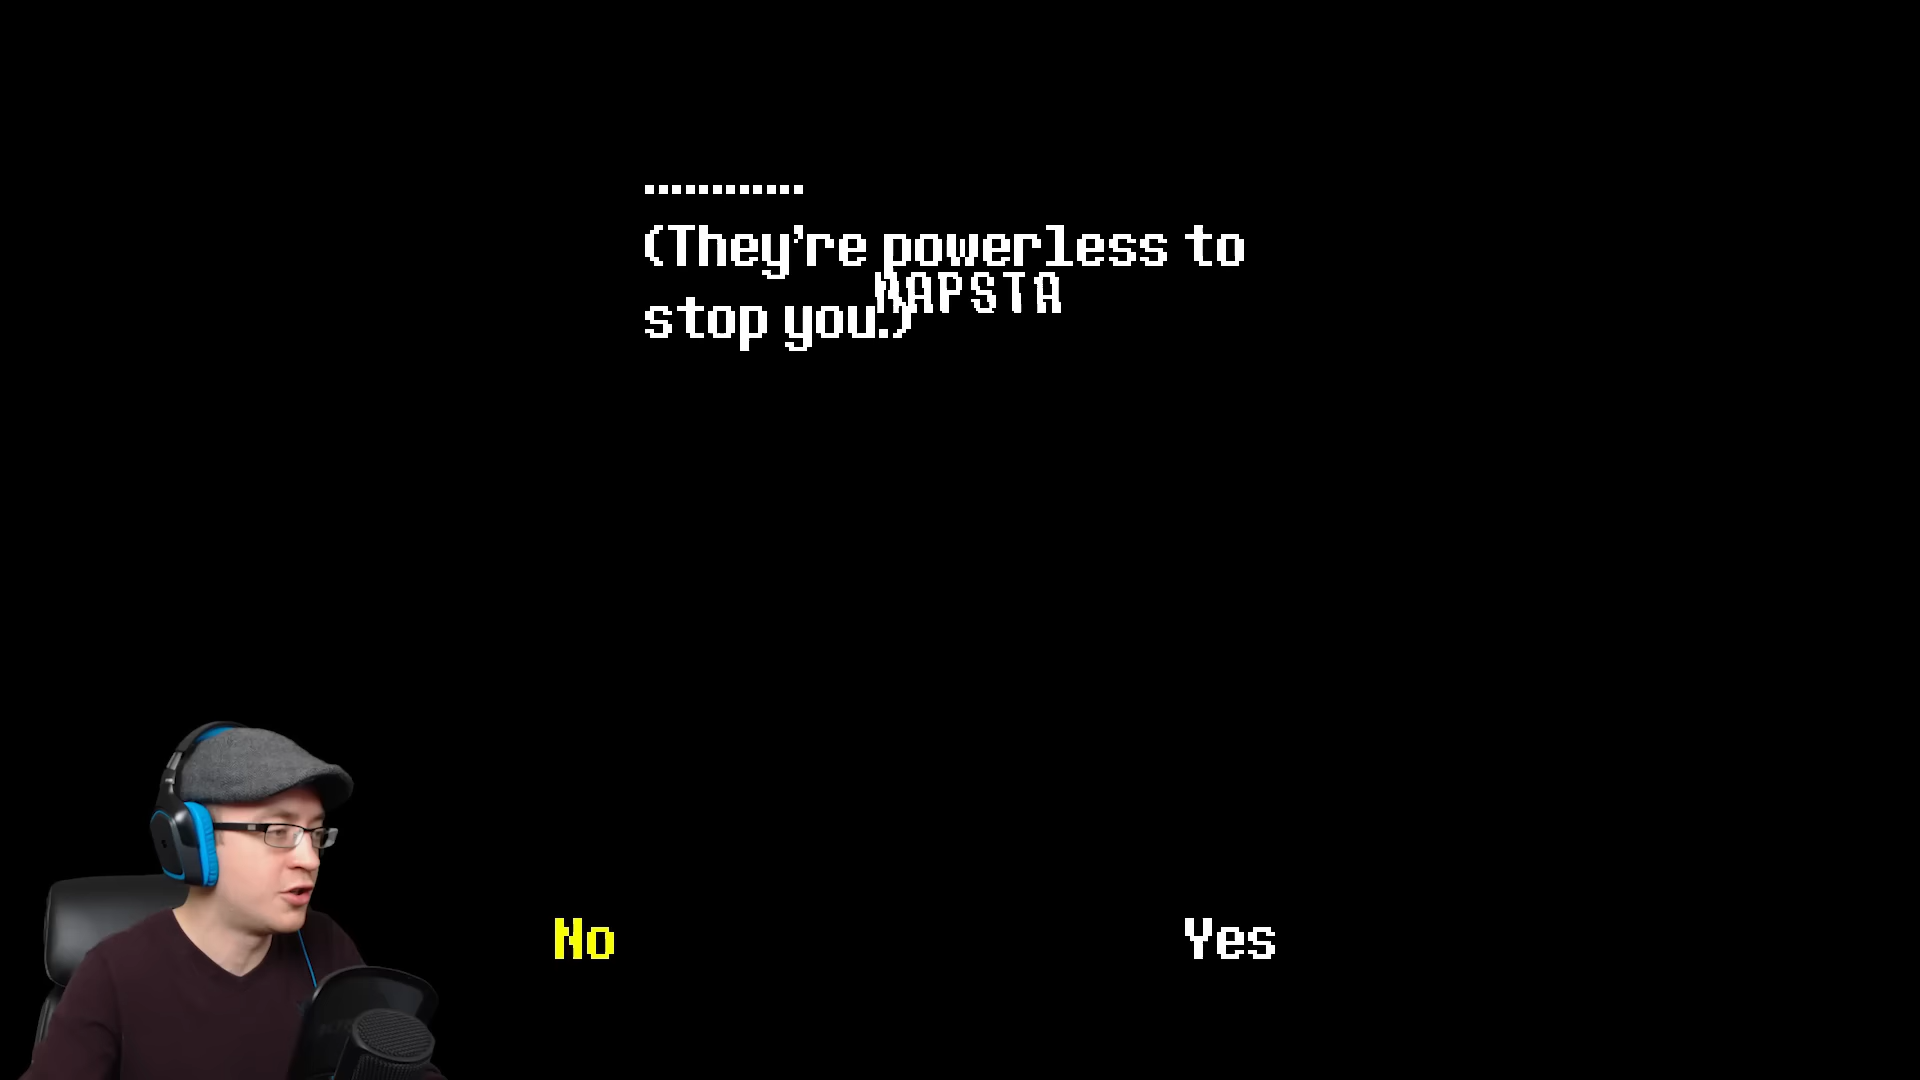 ............
(They're powerless to
NAPSTA
stop you.)
No
Yes